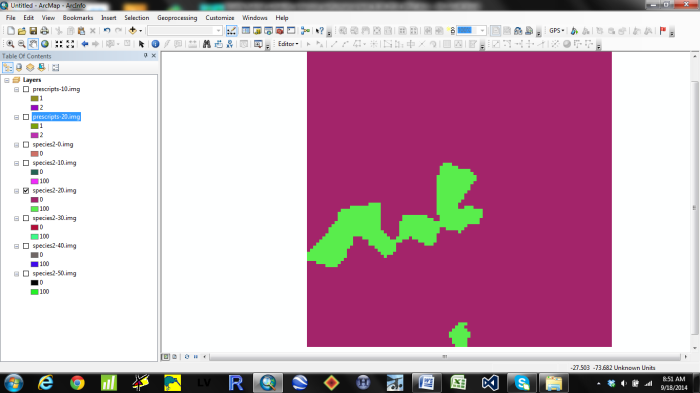 Untitled - ArcMap - ArcInfo
File Edit View Bookmarks Insert Selection Geoprocessing Customize Windows Help
Editor GPS
Table Of Contents
Layers
prescripts-10.img
1
2
prescripts-20.img
1
2
species2-0.img
0
species2-10.img
0
100
species2-20.img
0
100
species2-30.img
0
100
species2-40.img
0
100
species2-50.img
0
100
-27.503 -73.682 Unknown Units
LV
R
H
8:51 AM
9/18/2014